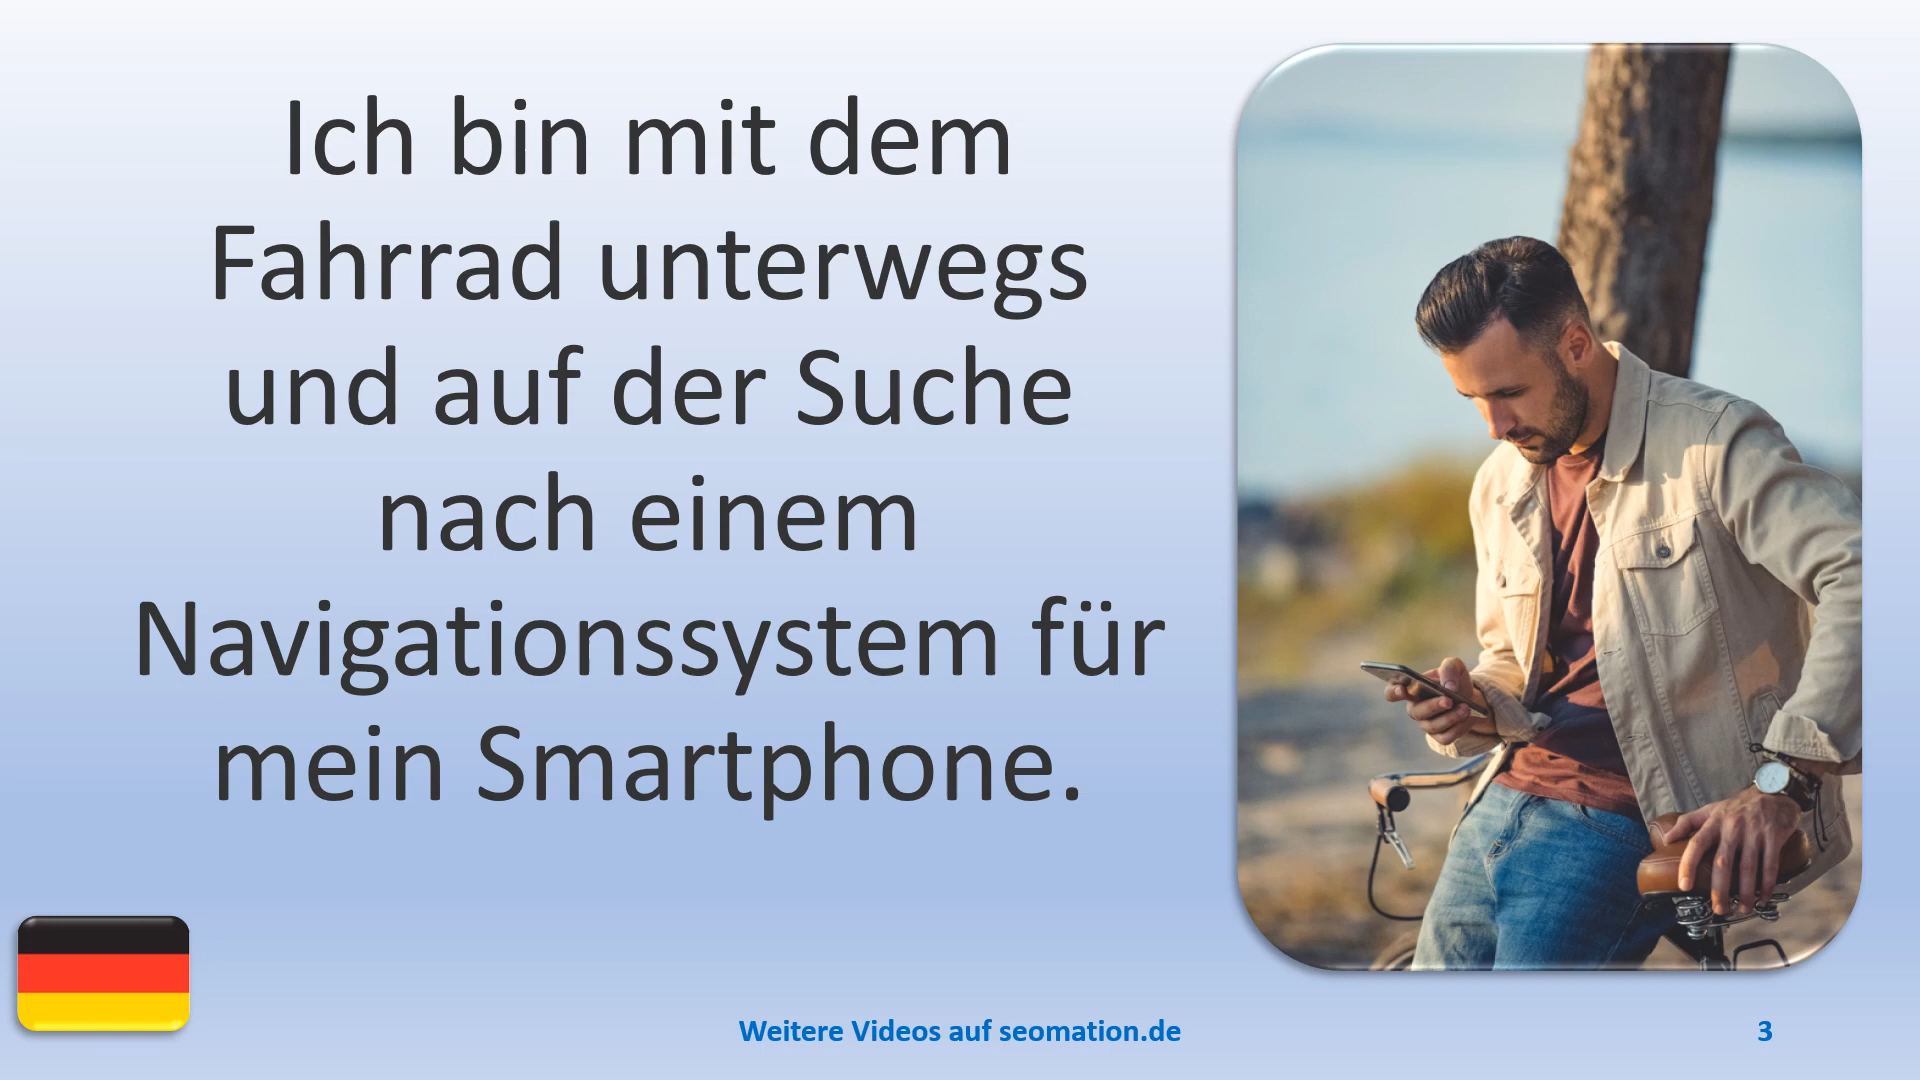 Ich bin mit dem
Fahrrad unterwegs
und auf der Suche
nach einem
Navigationssystem für
mein Smartphone.
Weitere Videos auf seomation.de
3